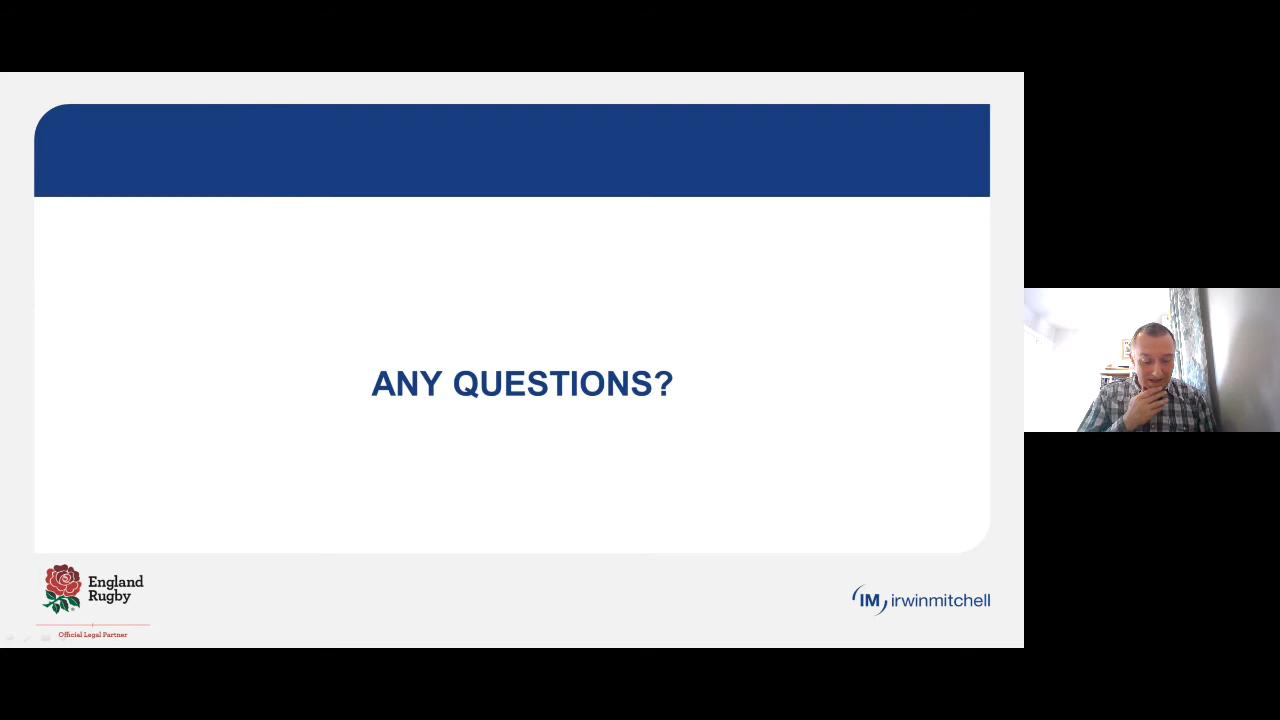 ANY QUESTIONS?
England
Rugby
Official Legal Partner
IM irwinmitchell